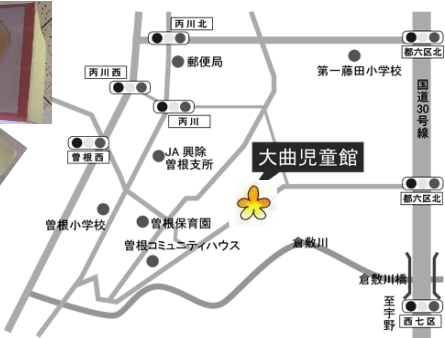 丙川北
郵便局
都六区北
第一藤田小学校
丙川西
国道30号線
丙川
曽根西
JA 興除
曽根支所
大曲児童館
都六区北
曽根小学校
曽根保育園
曽根コミュニティハウス
倉敷川
倉敷川橋
至宇野
西七区